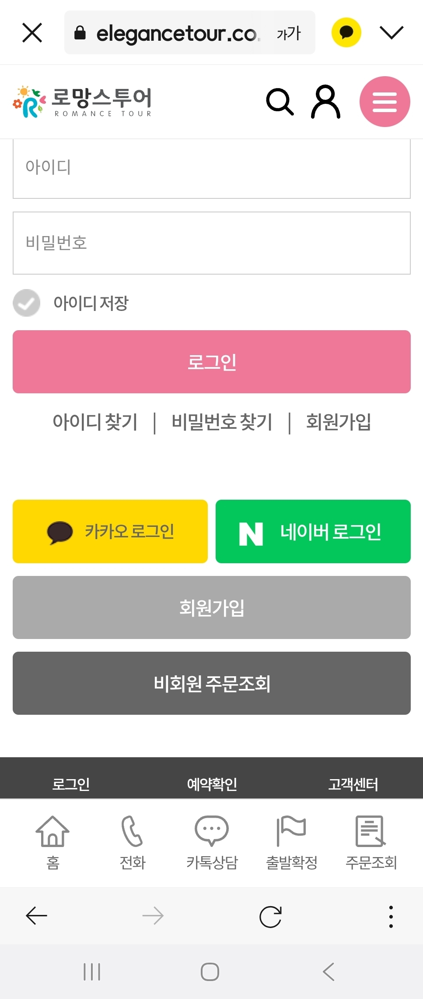 elegancetour.co.
가가
로망스투어
ROMANCE TOUR
아이디
비밀번호
아이디 저장
로그인
아이디 찾기 | 비밀번호 찾기 | 회원가입
카카오 로그인
N 네이버 로그인
회원가입
비회원 주문조회
로그인 예약확인 고객센터
홈 전화 카톡상담 출발확정 주문조회